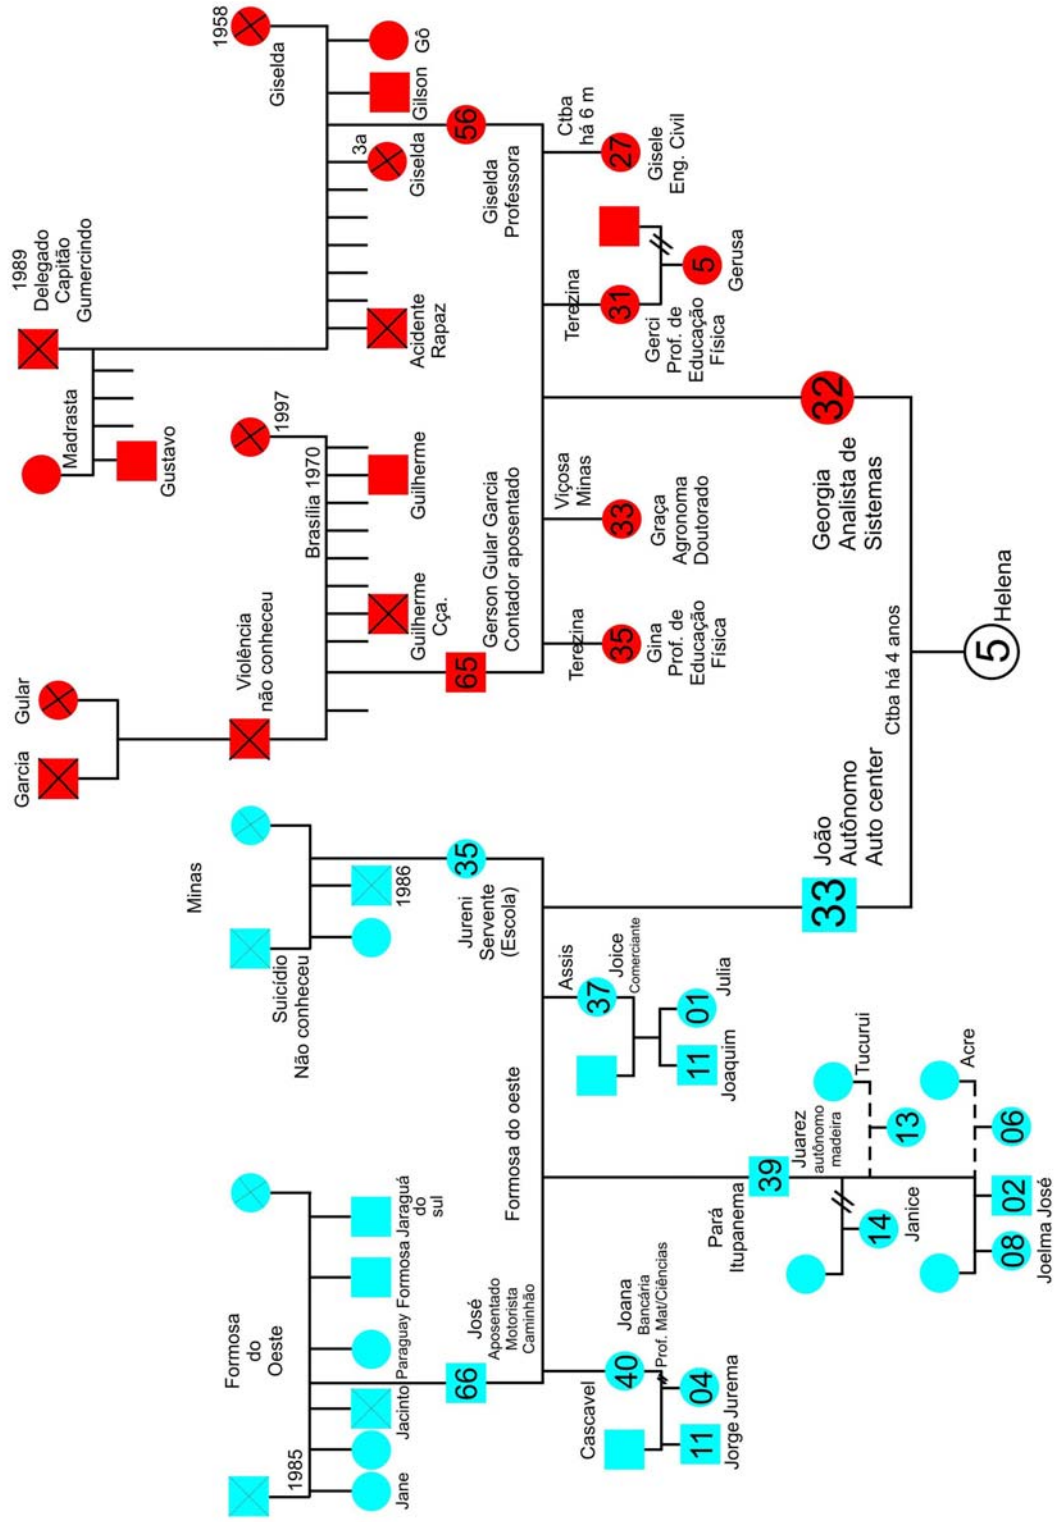 Garcia
Gular
Madrasta
Gustavo
1989
Delegado
Capitão
Gumercindo
Formosa
do
Oeste
1985
Minas
Suicídio
Não conheceu
Violência
não conheceu
1997
Brasília 1970
1958
Giselda
Jane
Jacinto
Paraguay
Formosa
Jaraguá
do
sul
1986
Guilherme
Cça.
Guilherme
Acidente
Rapaz
3a
Giselda
Gilson
Gô
66
José
Aposentado
Motorista
Caminhão
35
Jureni
Servente
(Escola)
65
Gerson Gular Garcia
Contador aposentado
56
Giselda
Professora
Formosa do oeste
Cascavel
40
Joana
Bancária
Prof. Mat/Ciências
11
Jorge
04
Jurema
Assis
37
Joice
Comerciante
11
Joaquim
01
Julia
Terezina
35
Gina
Prof. de
Educação
Física
Viçosa
Minas
33
Graça
Agronoma
Doutorado
Terezina
31
Gerci
Prof. de
Educação
Física
5
Gerusa
Ctba
há 6 m
27
Gisele
Eng. Civil
Pará
Itupanema
39
Juarez
autônomo
madeira
14
Janice
Tucurui
13
08
Joelma
02
José
Acre
06
33
João
Autônomo
Auto center
32
Georgia
Analista de
Sistemas
Ctba há 4 anos
5
Helena